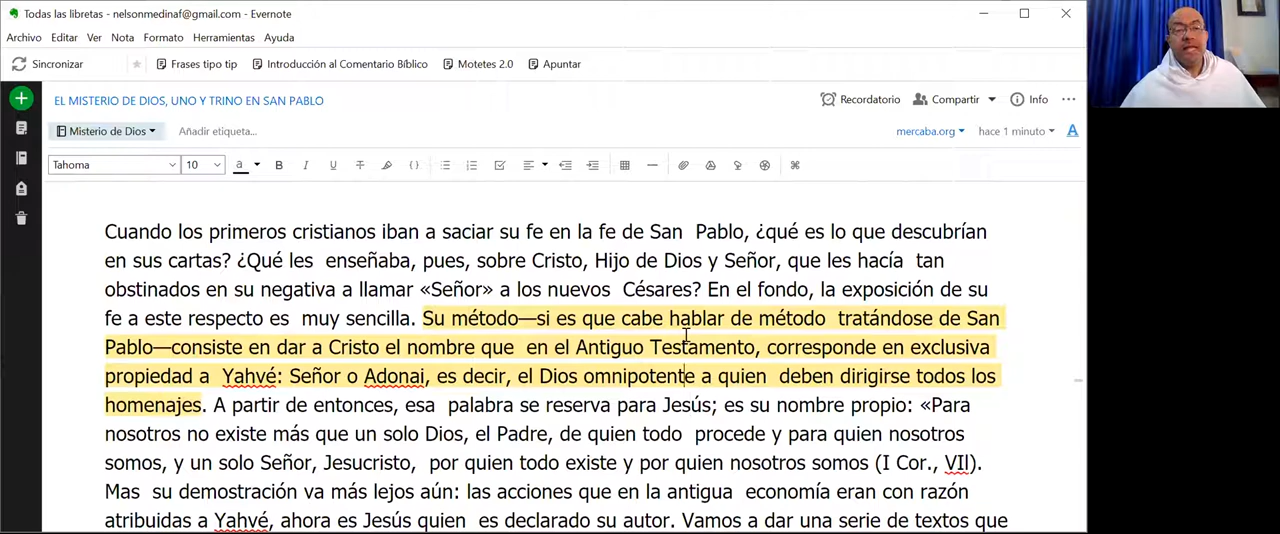 Todas las libretas - nelsonmedinaf@gmail.com - Evernote
Archivo Editar Ver Nota Formato Herramientas Ayuda
Sincronizar Frases tipo tip Introducción al Comentario Bíblico Motetes 2.0 Apuntar
EL MISTERIO DE DIOS, UNO Y TRINO EN SAN PABLO Recordatorio Compartir Info
Misterio de Dios Añadir etiqueta... mercaba.org hace 1 minuto A
Tahoma 10 a B I U T
Cuando los primeros cristianos iban a saciar su fe en la fe de San Pablo, ¿qué es lo que descubrían
en sus cartas? ¿Qué les enseñaba, pues, sobre Cristo, Hijo de Dios y Señor, que les hacía tan
obstinados en su negativa a llamar «Señor» a los nuevos Césares? En el fondo, la exposición de su
fe a este respecto es muy sencilla. Su método—si es que cabe hablar de método tratándose de San
Pablo—consiste en dar a Cristo el nombre que en el Antiguo Testamento, corresponde en exclusiva
propiedad a Yahvé: Señor o Adonai, es decir, el Dios omnipotente a quien deben dirigirse todos los
homenajes. A partir de entonces, esa palabra se reserva para Jesús; es su nombre propio: «Para
nosotros no existe más que un solo Dios, el Padre, de quien todo procede y para quien nosotros
somos, y un solo Señor, Jesucristo, por quien todo existe y por quien nosotros somos (I Cor., VIl).
Mas su demostración va más lejos aún: las acciones que en la antigua economía eran con razón
atribuidas a Yahvé, ahora es Jesús quien es declarado su autor. Vamos a dar una serie de textos que